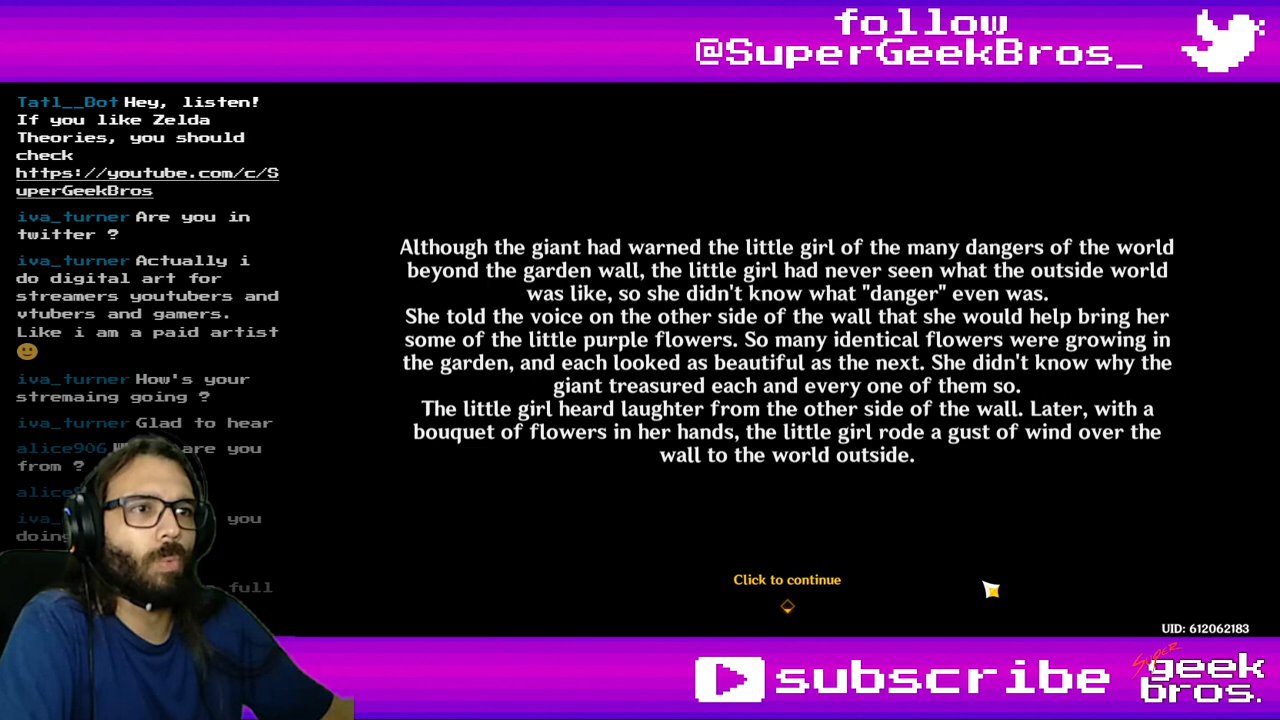 follow
@SuperGeekBros_
Tatl__Bot Hey, listen!
If you like Zelda
Theories, you should
check
https://youtube.com/c/S
uperGeekBros
iva_turner Are you in
twitter ?
iva_turner Actually i
do digital art for
streamers youtubers and
vtubers and gamers.
Like i am a paid artist
iva_turner How's your
stremaing going ?
iva_turner Glad to hear
alice906 are you
from ?
alice
iva_ you
doing
full
Although the giant had warned the little girl of the many dangers of the world
beyond the garden wall, the little girl had never seen what the outside world
was like, so she didn't know what "danger" even was.
She told the voice on the other side of the wall that she would help bring her
some of the little purple flowers. So many identical flowers were growing in
the garden, and each looked as beautiful as the next. She didn't know why the
giant treasured each and every one of them so.
The little girl heard laughter from the other side of the wall. Later, with a
bouquet of flowers in her hands, the little girl rode a gust of wind over the
wall to the world outside.
Click to continue
UID: 612062183
subscribe
SUPER
geek
bros.